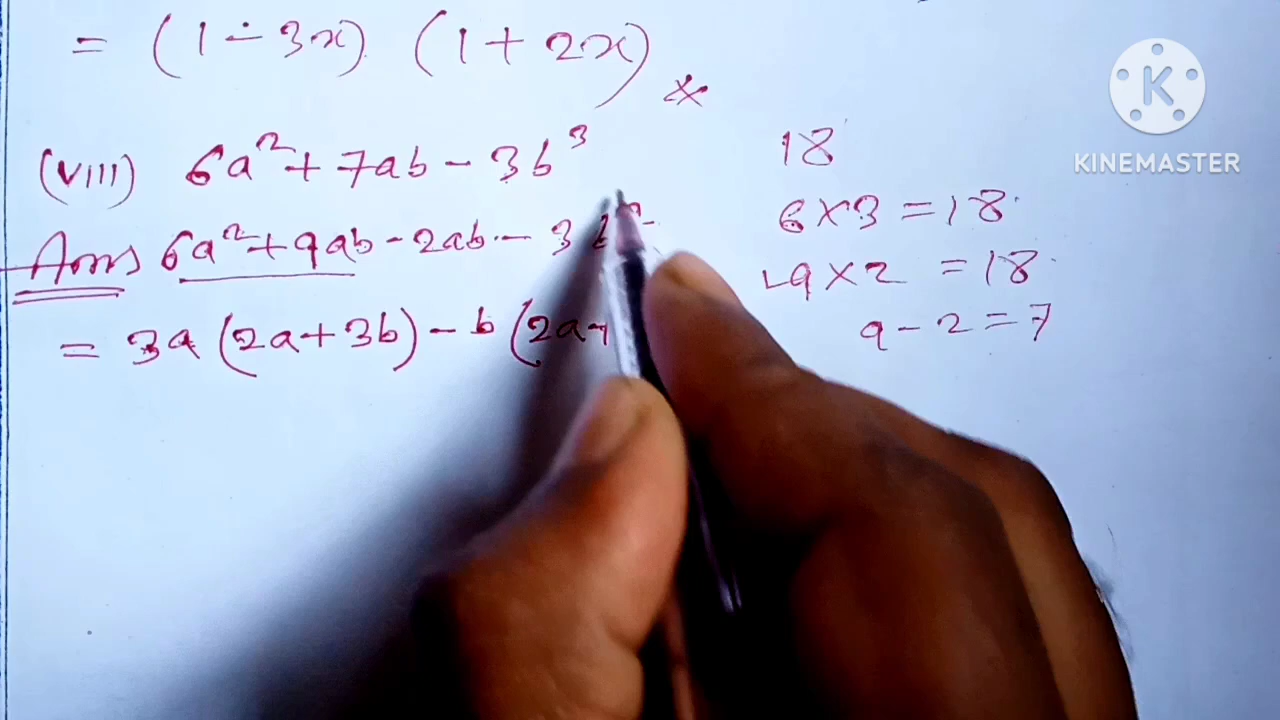 = (1 - 3x) (1 + 2x)
K
KINEMASTER
(VIII) 6a² + 7ab - 3b³
18
Ans 6a² + 9ab - 2ab - 3b²
6 × 3 = 18
9 × 2 = 18
= 3a (2a + 3b) - b (2a +
9 - 2 = 7